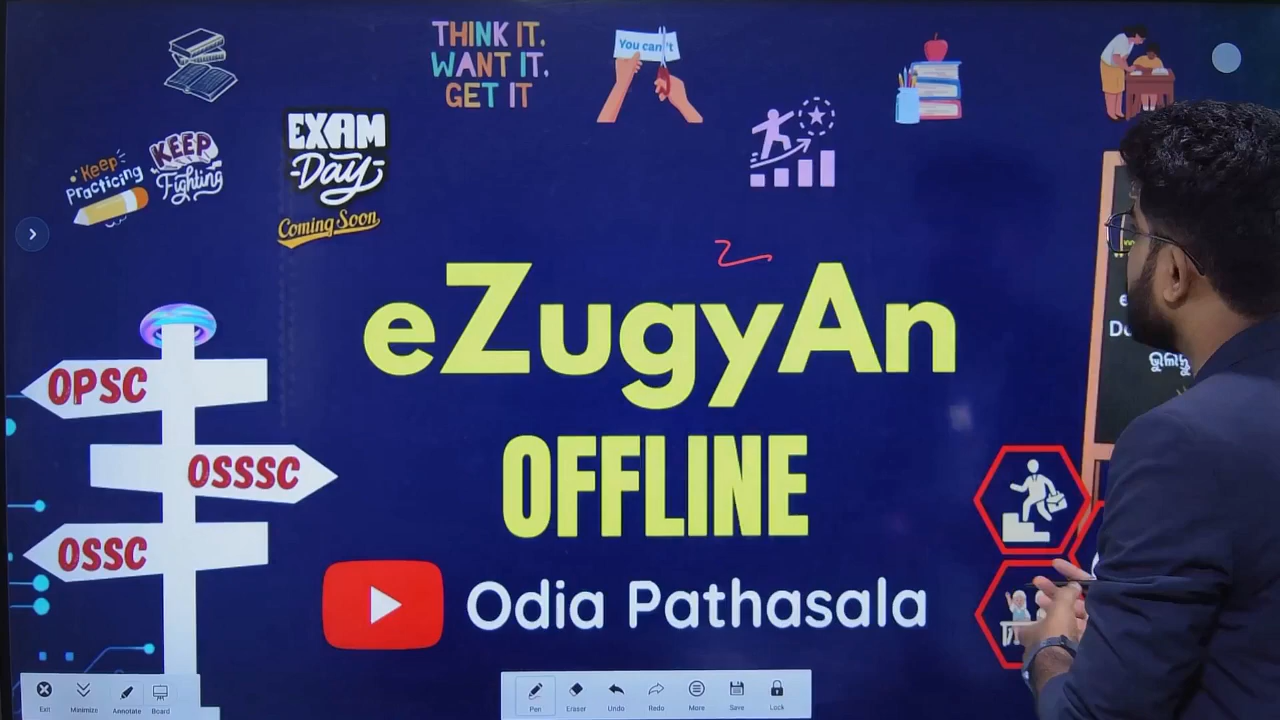 THINK IT.
WANT IT.
GET IT
You can't
EXAM
Day
Coming Soon
Keep
Practicing
KEEP
Fighting
eZugyAn
OFFLINE
OPSC
OSSSC
OSSC
Odia Pathasala
2
Exit
Minimize
Annotate
Board
Pen
Eraser
Undo
Redo
More
Save
Lock